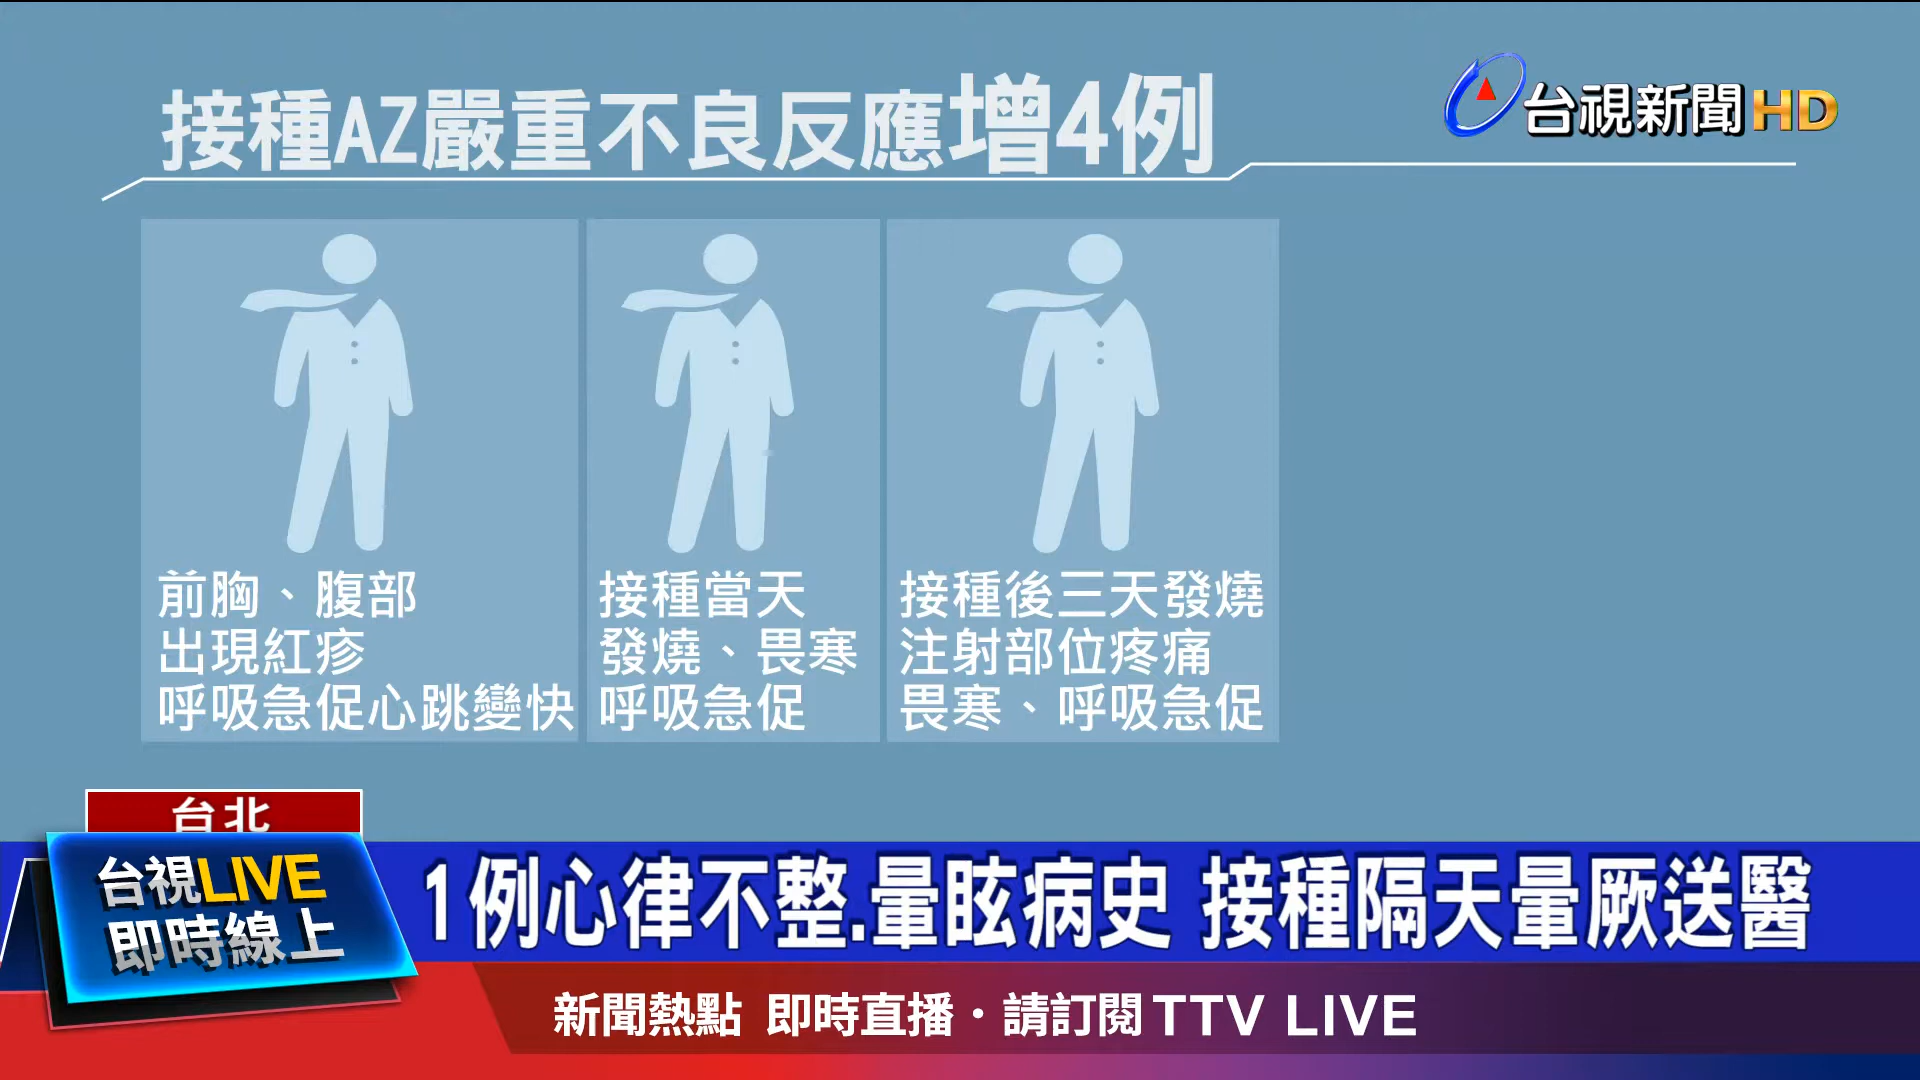 接種AZ嚴重不良反應增4例
台視新聞HD
前胸、腹部
出現紅疹
呼吸急促心跳變快
接種當天
發燒、畏寒
呼吸急促
接種後三天發燒
注射部位疼痛
畏寒、呼吸急促
台北
台視LIVE
即時線上
1例心律不整.暈眩病史 接種隔天暈厥送醫
新聞熱點 即時直播・請訂閱TTV LIVE